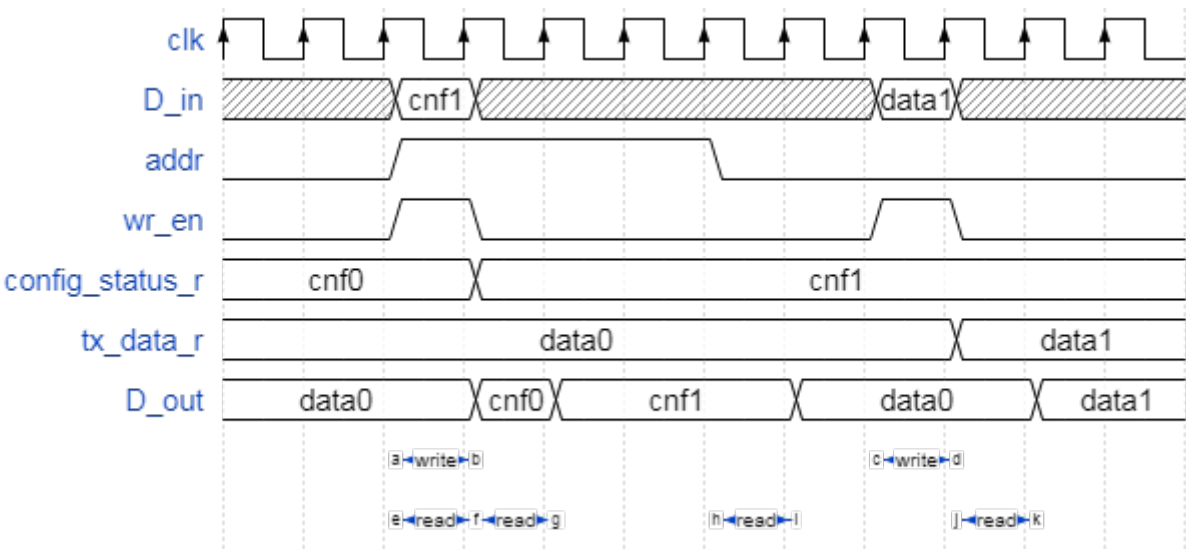 clk
D_in cnf1 data1
addr
wr_en
config_status_r cnf0 cnf1
tx_data_r data0 data1
D_out data0 cnf0 cnf1 data0 data1
a write b c write d
e read f read g h read i j read k